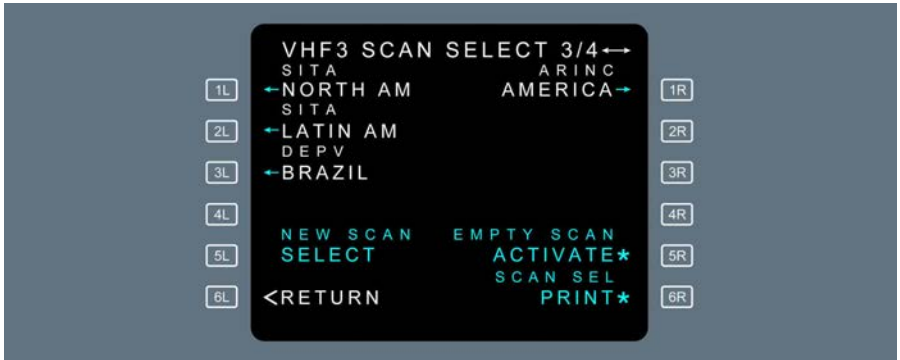 VHF3 SCAN SELECT 3/4↔
SITA ARINC
1L ←NORTH AM AMERICA→ 1R
SITA
2L ←LATIN AM 2R
DEPV
3L ←BRAZIL 3R
4L 4R
NEW SCAN EMPTY SCAN
5L SELECT ACTIVATE* 5R
SCAN SEL
6L <RETURN PRINT* 6R